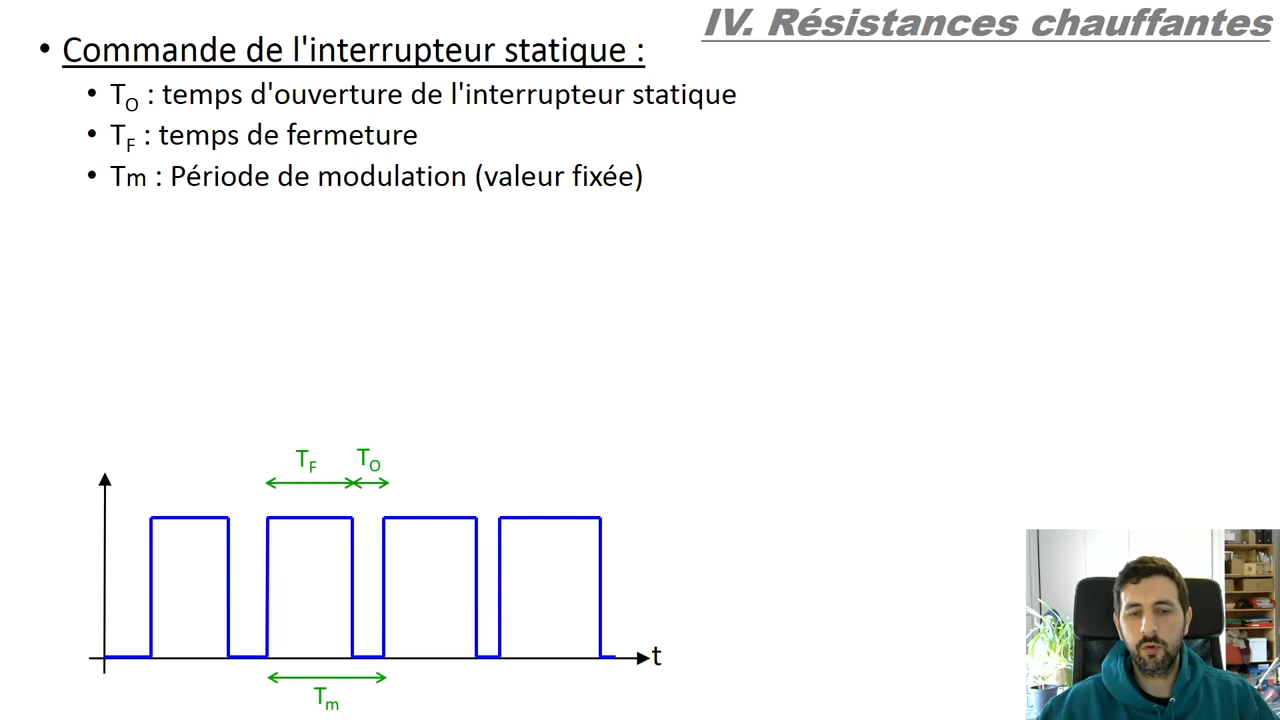 IV. Résistances chauffantes
• Commande de l'interrupteur statique :
• TO : temps d'ouverture de l'interrupteur statique
• TF : temps de fermeture
• Tm : Période de modulation (valeur fixée)
TF TO
t
Tm